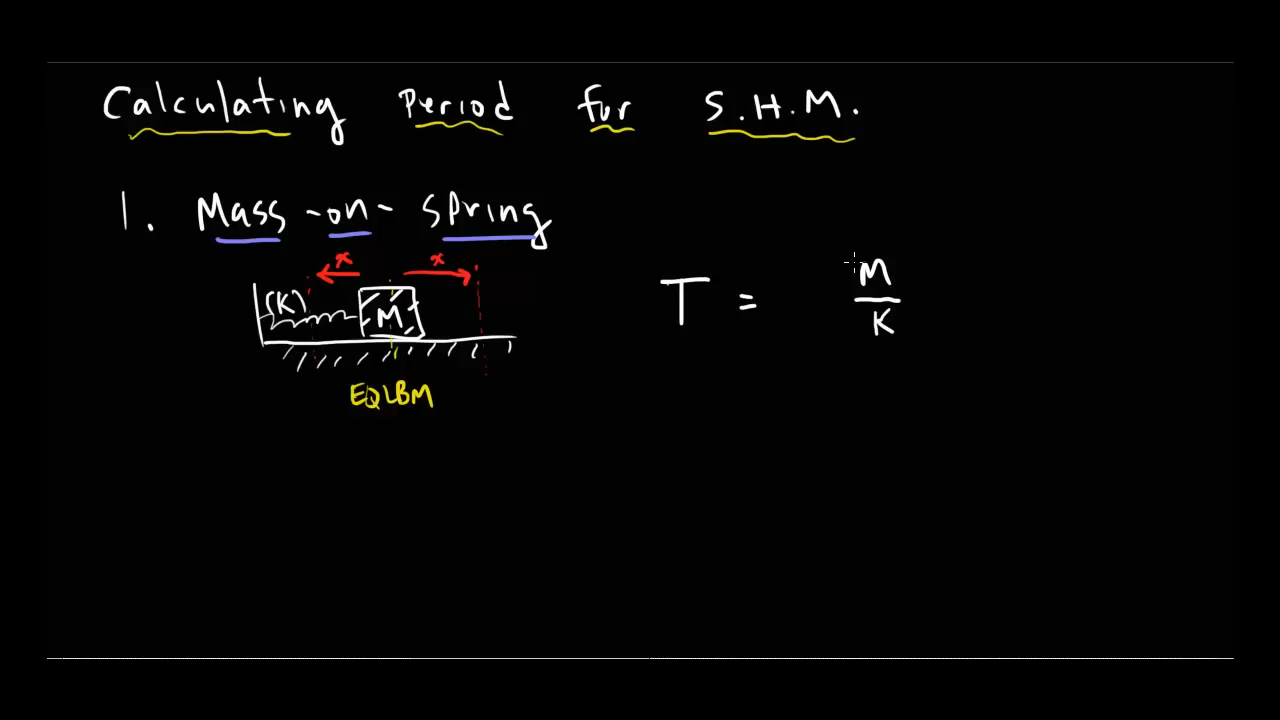 Calculating Period for S.H.M.
1. Mass-on-spring
x x
(K)
M
EQLBM
T = M/K